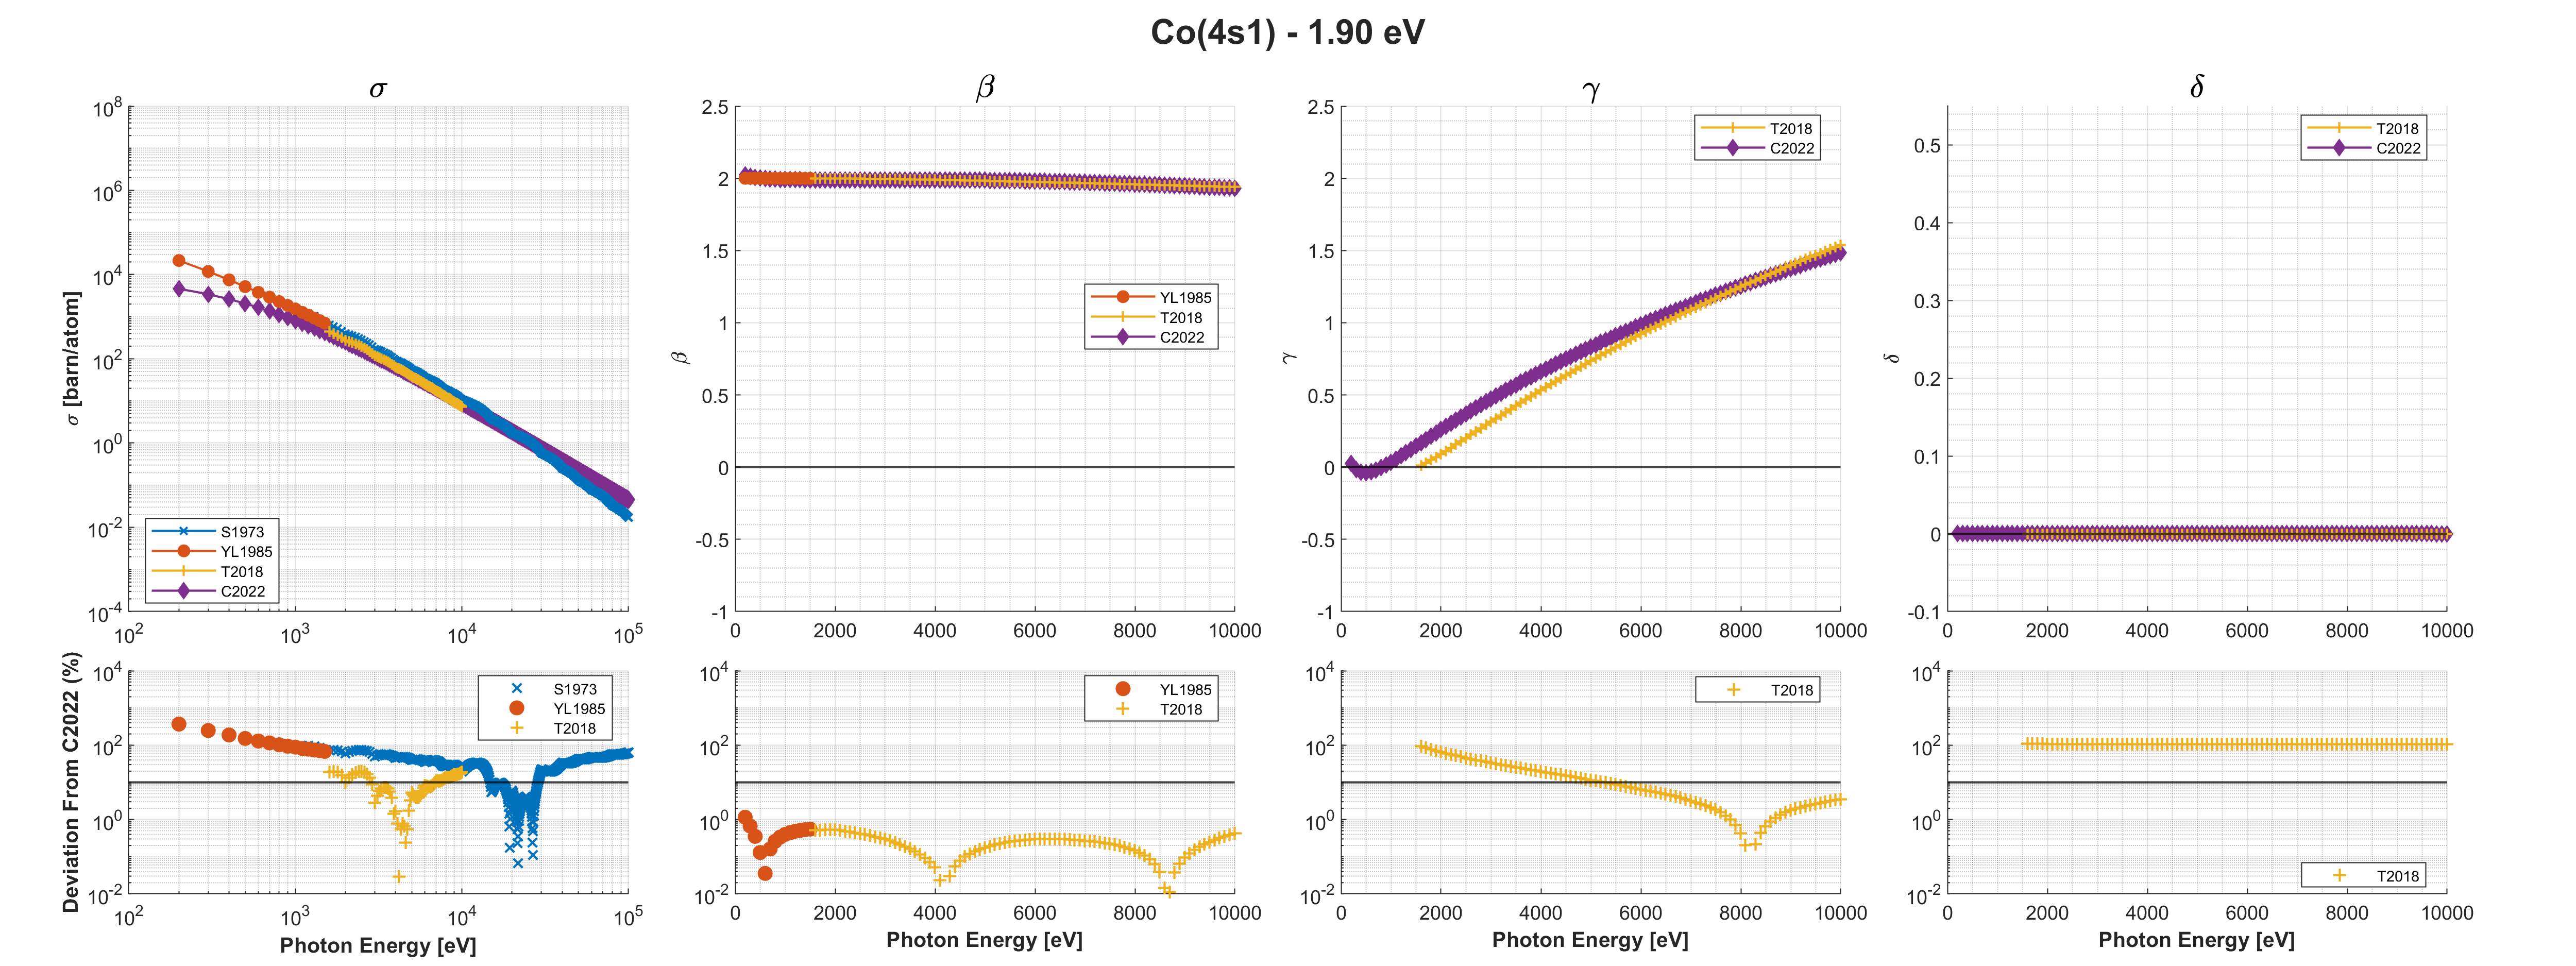 Co(4s1) - 1.90 eV
σ
β
γ
δ
10^8
10^6
10^4
10^2
10^0
10^-2
10^-4
σ [barn/atom]
10^2 10^3 10^4 10^5
S1973
YL1985
T2018
C2022
2.5
2
1.5
1
0.5
0
-0.5
-1
β
0 2000 4000 6000 8000 10000
YL1985
T2018
C2022
2.5
2
1.5
1
0.5
0
-0.5
-1
γ
0 2000 4000 6000 8000 10000
T2018
C2022
0.5
0.4
0.3
0.2
0.1
0
-0.1
δ
0 2000 4000 6000 8000 10000
T2018
C2022
Deviation From C2022 (%)
10^4
10^2
10^0
10^-2
10^2 10^3 10^4 10^5
Photon Energy [eV]
S1973
YL1985
T2018
10^4
10^2
10^0
10^-2
0 2000 4000 6000 8000 10000
Photon Energy [eV]
YL1985
T2018
10^4
10^2
10^0
10^-2
0 2000 4000 6000 8000 10000
Photon Energy [eV]
T2018
10^4
10^2
10^0
10^-2
0 2000 4000 6000 8000 10000
Photon Energy [eV]
T2018